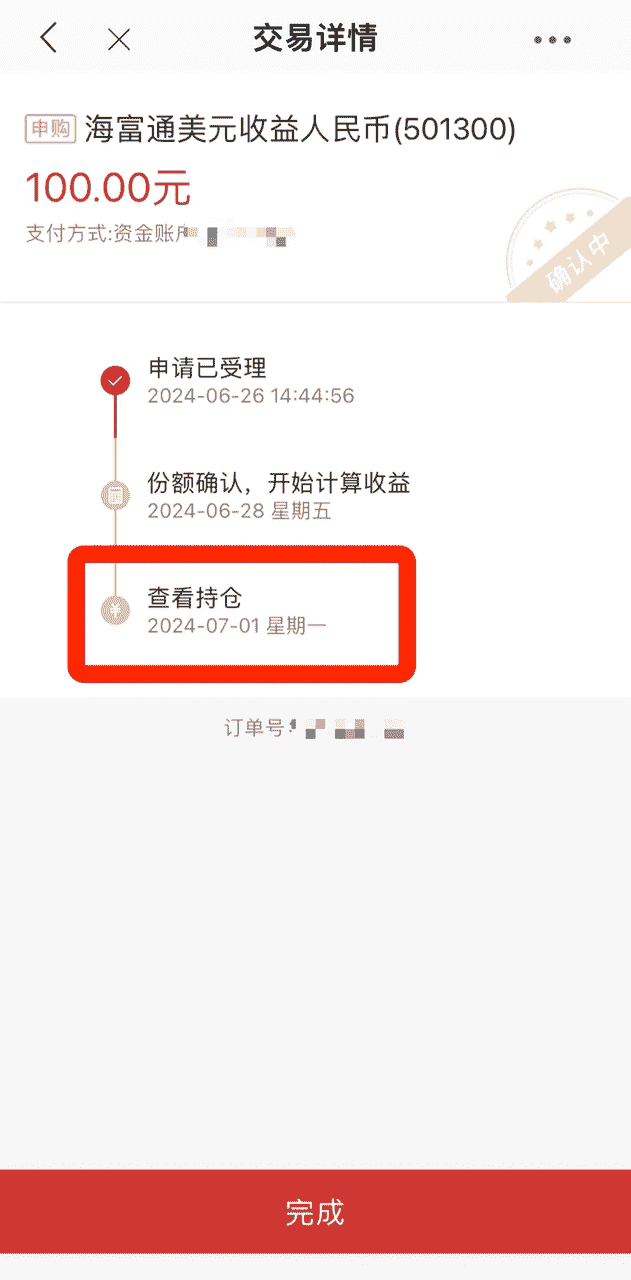 交易详情
申购 海富通美元收益人民币(501300)
100.00元
支付方式:资金账户
确认中
申请已受理
2024-06-26 14:44:56
份额确认，开始计算收益
2024-06-28 星期五
查看持仓
2024-07-01 星期一
订单号:
完成